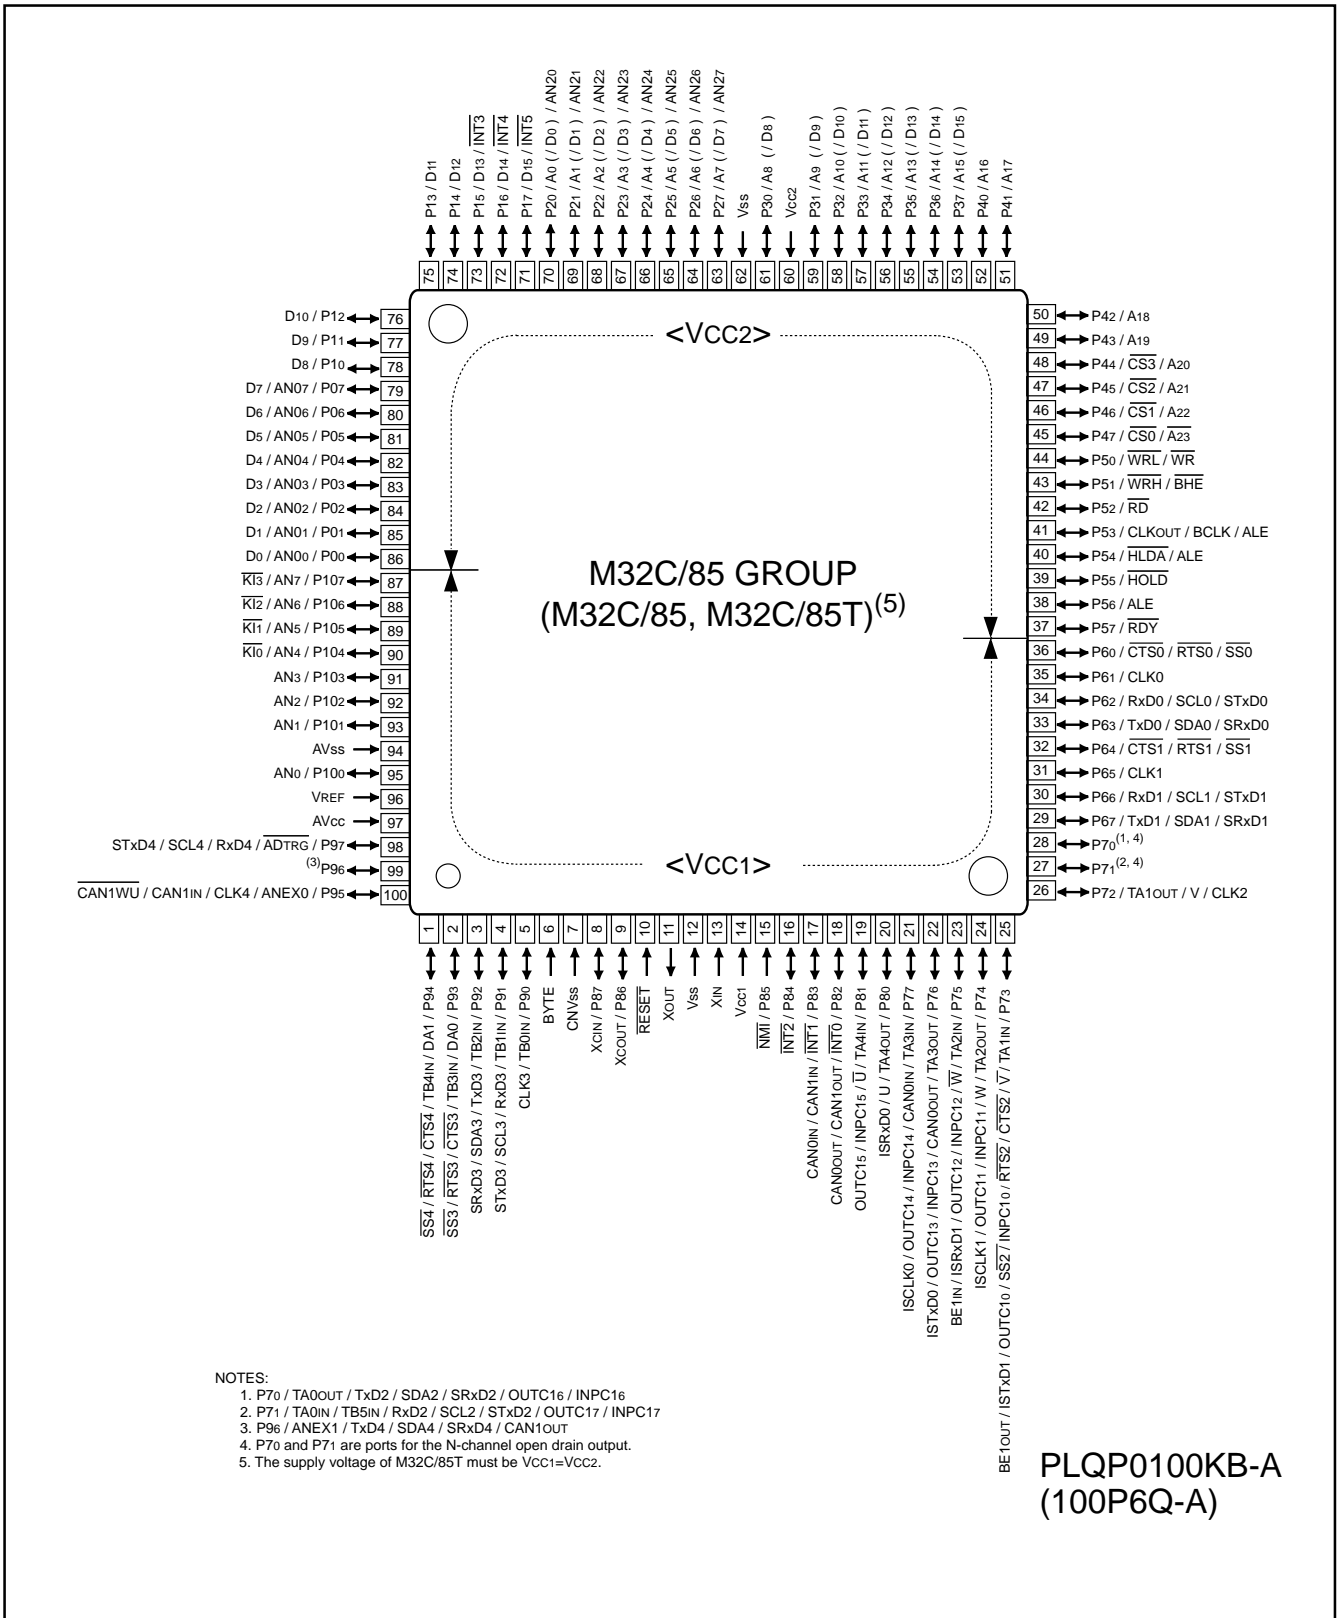 P13 / D11
P14 / D12
P15 / D13 / INT3
P16 / D14 / INT4
P17 / D15 / INT5
P20 / A0 ( / D0 ) / AN20
P21 / A1 ( / D1 ) / AN21
P22 / A2 ( / D2 ) / AN22
P23 / A3 ( / D3 ) / AN23
P24 / A4 ( / D4 ) / AN24
P25 / A5 ( / D5 ) / AN25
P26 / A6 ( / D6 ) / AN26
P27 / A7 ( / D7 ) / AN27
Vss
P30 / A8 ( / D8 )
Vcc2
P31 / A9 ( / D9 )
P32 / A10 ( / D10 )
P33 / A11 ( / D11 )
P34 / A12 ( / D12 )
P35 / A13 ( / D13 )
P36 / A14 ( / D14 )
P37 / A15 ( / D15 )
P40 / A16
P41 / A17
75 74 73 72 71 70 69 68 67 66 65 64 63 62 61 60 59 58 57 56 55 54 53 52 51
D10 / P12 76
D9 / P11 77
D8 / P10 78
D7 / AN07 / P07 79
D6 / AN06 / P06 80
D5 / AN05 / P05 81
D4 / AN04 / P04 82
D3 / AN03 / P03 83
D2 / AN02 / P02 84
D1 / AN01 / P01 85
D0 / AN00 / P00 86
KI3 / AN7 / P107 87
KI2 / AN6 / P106 88
KI1 / AN5 / P105 89
KI0 / AN4 / P104 90
AN3 / P103 91
AN2 / P102 92
AN1 / P101 93
AVss 94
AN0 / P100 95
VREF 96
AVcc 97
STxD4 / SCL4 / RxD4 / ADTRG / P97 98
(3)P96 99
CAN1WU / CAN1IN / CLK4 / ANEX0 / P95 100
<VCC2>
M32C/85 GROUP
(M32C/85, M32C/85T)(5)
<VCC1>
50 P42 / A18
49 P43 / A19
48 P44 / CS3 / A20
47 P45 / CS2 / A21
46 P46 / CS1 / A22
45 P47 / CS0 / A23
44 P50 / WRL / WR
43 P51 / WRH / BHE
42 P52 / RD
41 P53 / CLKOUT / BCLK / ALE
40 P54 / HLDA / ALE
39 P55 / HOLD
38 P56 / ALE
37 P57 / RDY
36 P60 / CTS0 / RTS0 / SS0
35 P61 / CLK0
34 P62 / RxD0 / SCL0 / STxD0
33 P63 / TxD0 / SDA0 / SRxD0
32 P64 / CTS1 / RTS1 / SS1
31 P65 / CLK1
30 P66 / RxD1 / SCL1 / STxD1
29 P67 / TxD1 / SDA1 / SRxD1
28 P70(1, 4)
27 P71(2, 4)
26 P72 / TA1OUT / V / CLK2
1 2 3 4 5 6 7 8 9 10 11 12 13 14 15 16 17 18 19 20 21 22 23 24 25
SS4 / RTS4 / CTS4 / TB4IN / DA1 / P94
SS3 / RTS3 / CTS3 / TB3IN / DA0 / P93
SRxD3 / SDA3 / TxD3 / TB2IN / P92
STxD3 / SCL3 / RxD3 / TB1IN / P91
CLK3 / TB0IN / P90
BYTE
CNVss
XCIN / P87
XCOUT / P86
RESET
XOUT
Vss
XIN
Vcc1
NMI / P85
INT2 / P84
CAN0IN / CAN1IN / INT1 / P83
CAN0OUT / CAN1OUT / INT0 / P82
OUTC15 / INPC15 / U / TA4IN / P81
ISRxD0 / U / TA4OUT / P80
ISCLK0 / OUTC14 / INPC14 / CAN0IN / TA3IN / P77
ISTxD0 / OUTC13 / INPC13 / CAN0OUT / TA3OUT / P76
BE1IN / ISRxD1 / OUTC12 / INPC12 / W / TA2IN / P75
ISCLK1 / OUTC11 / INPC11 / W / TA2OUT / P74
BE1OUT / ISTxD1 / OUTC10 / SS2 / INPC10 / RTS2 / CTS2 / V / TA1IN / P73
NOTES:
1. P70 / TA0OUT / TxD2 / SDA2 / SRxD2 / OUTC16 / INPC16
2. P71 / TA0IN / TB5IN / RxD2 / SCL2 / STxD2 / OUTC17 / INPC17
3. P96 / ANEX1 / TxD4 / SDA4 / SRxD4 / CAN1OUT
4. P70 and P71 are ports for the N-channel open drain output.
5. The supply voltage of M32C/85T must be VCC1=VCC2.
PLQP0100KB-A
(100P6Q-A)